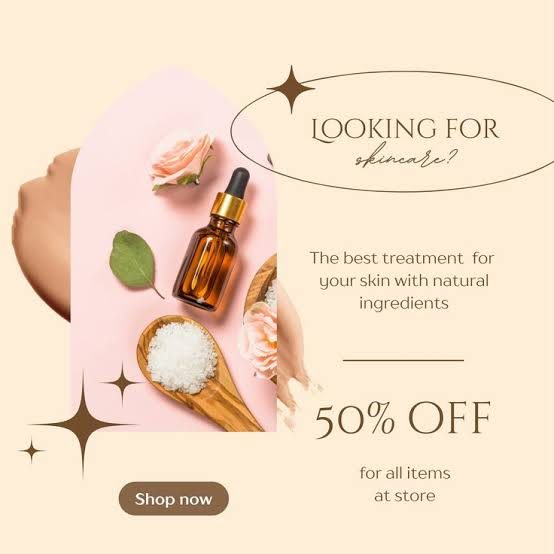 Looking for
skincare?
The best treatment for
your skin with natural
ingredients
50% OFF
for all items
at store
Shop now